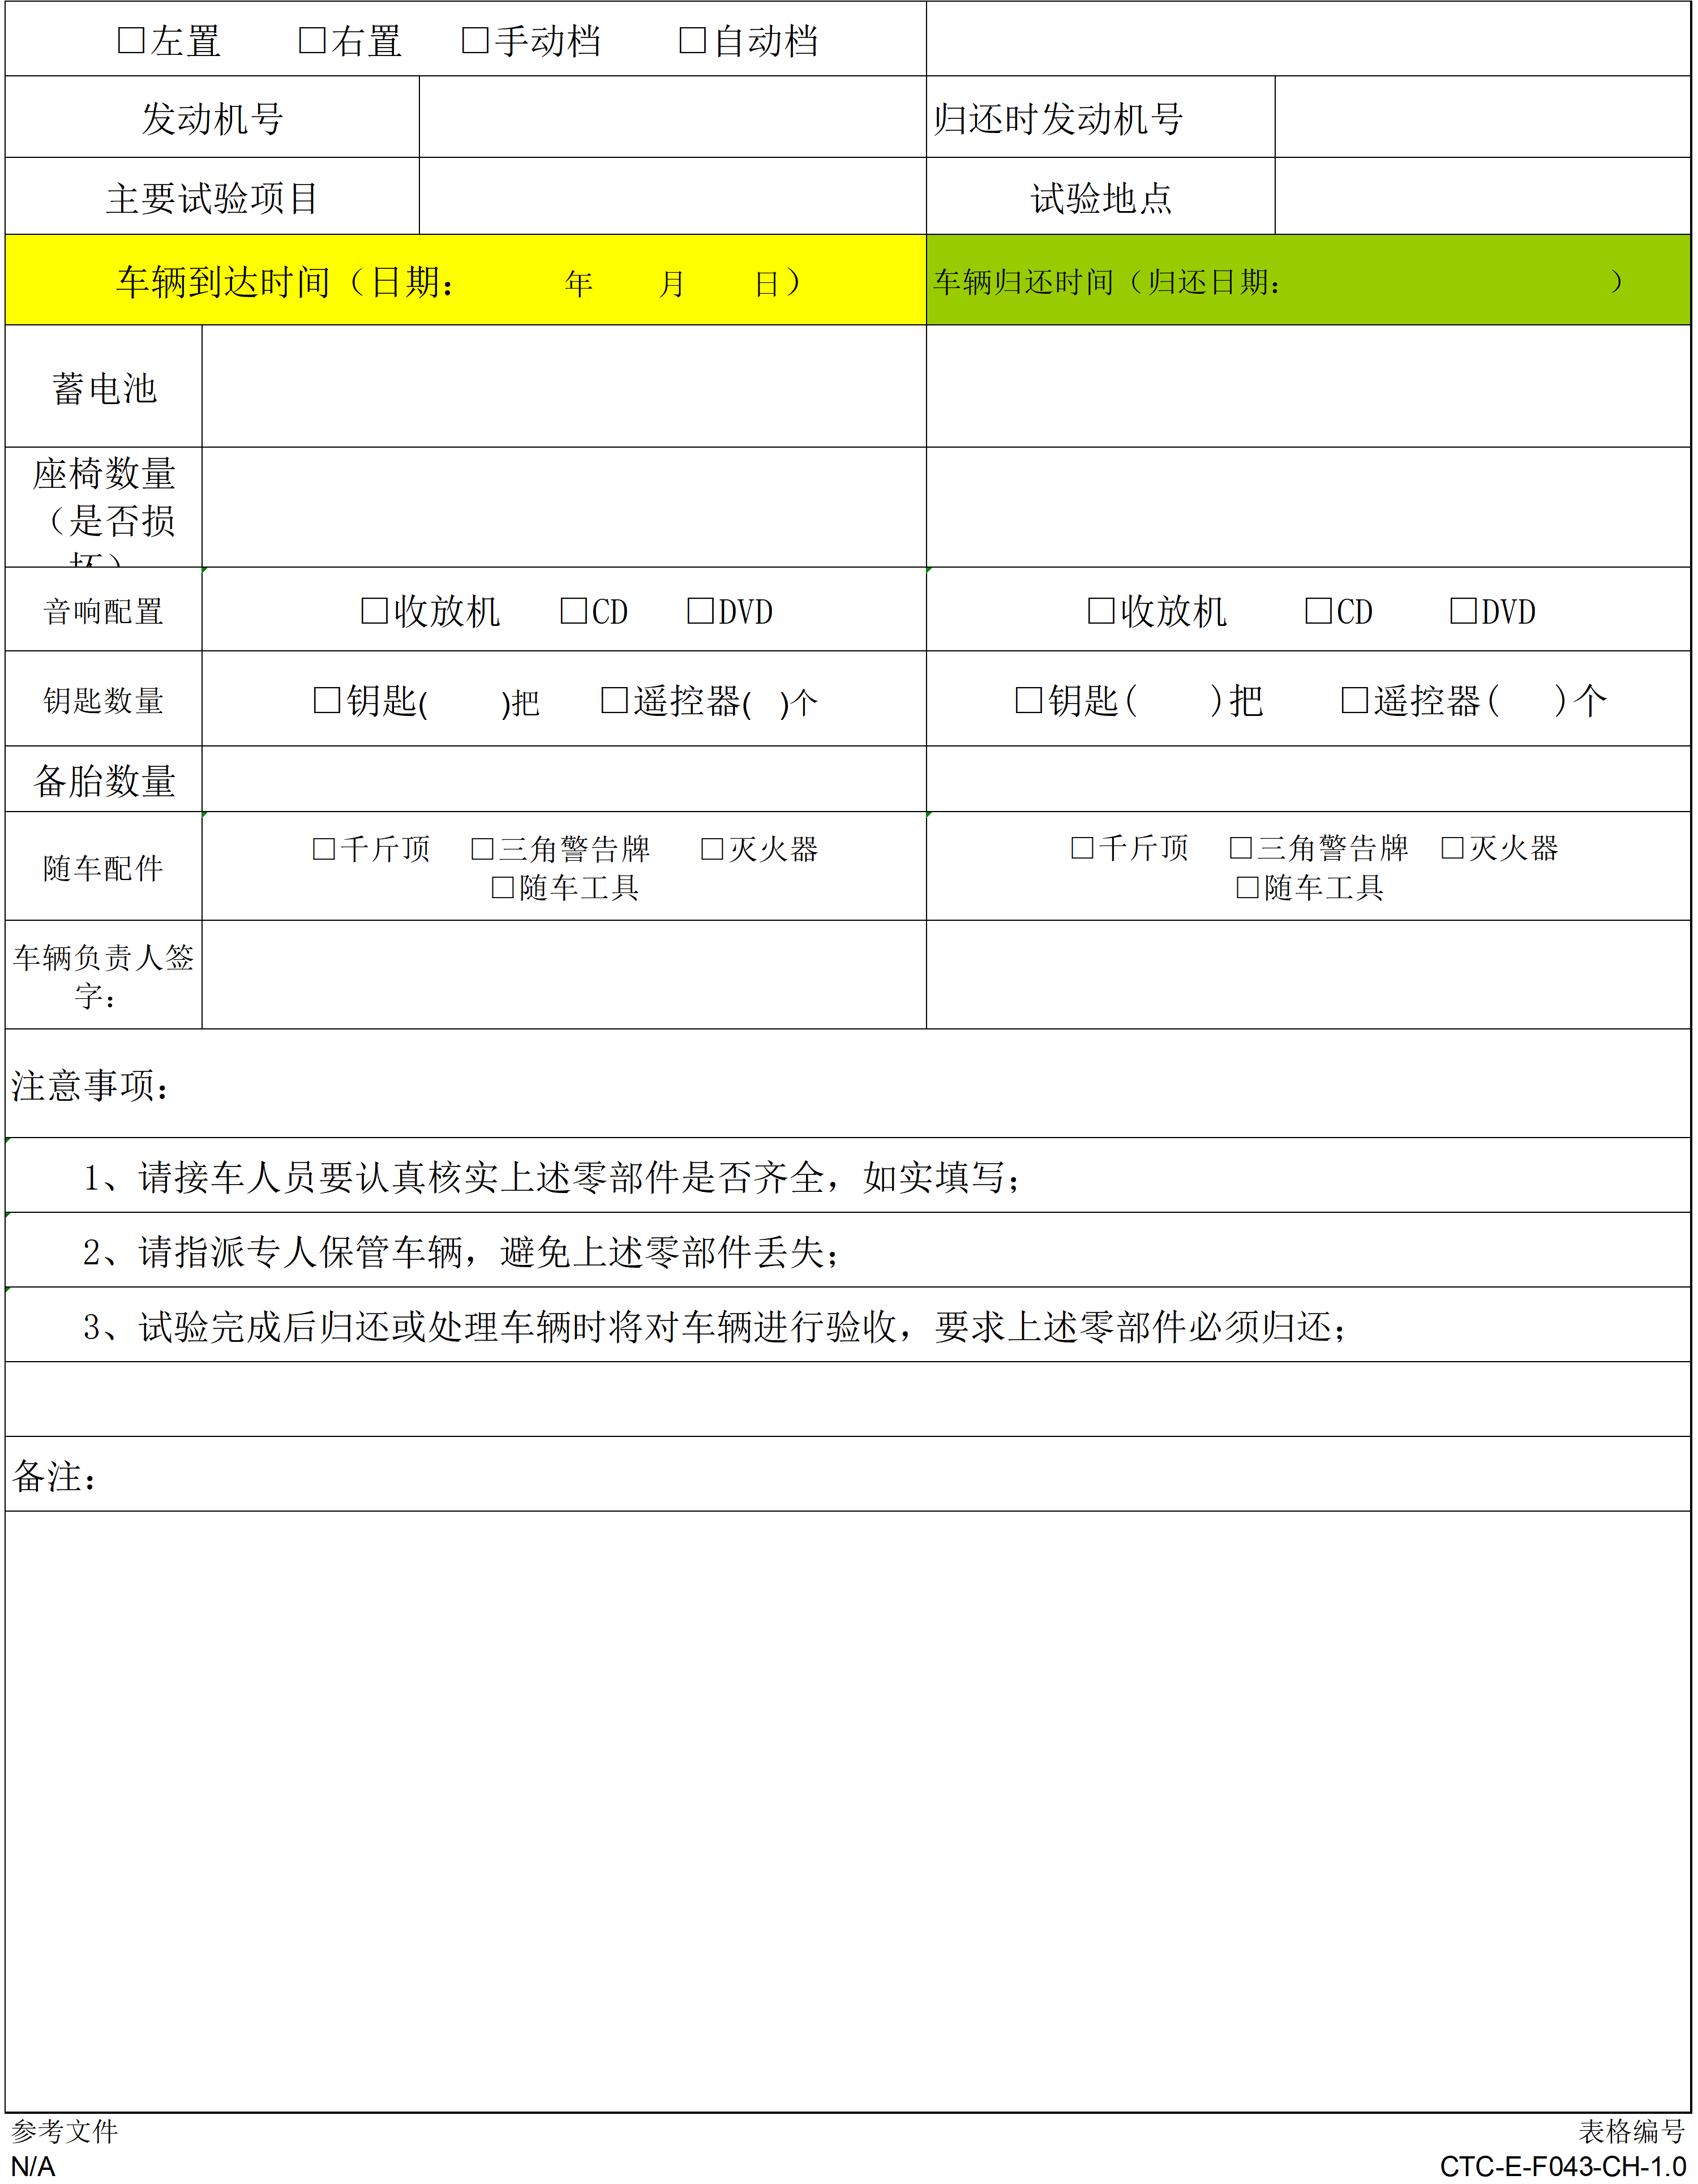 □左置 □右置 □手动档 □自动档
发动机号 归还时发动机号
主要试验项目 试验地点
车辆到达时间（日期： 年 月 日） 车辆归还时间（归还日期： ）
蓄电池
座椅数量
（是否损
坏）
音响配置 □收放机 □CD □DVD □收放机 □CD □DVD
钥匙数量 □钥匙( )把 □遥控器( )个 □钥匙( )把 □遥控器( )个
备胎数量
随车配件 □千斤顶 □三角警告牌 □灭火器 □千斤顶 □三角警告牌 □灭火器
□随车工具 □随车工具
车辆负责人签
字：
注意事项：
1、请接车人员要认真核实上述零部件是否齐全，如实填写；
2、请指派专人保管车辆，避免上述零部件丢失；
3、试验完成后归还或处理车辆时将对车辆进行验收，要求上述零部件必须归还；
备注：
参考文件 表格编号
N/A CTC-E-F043-CH-1.0